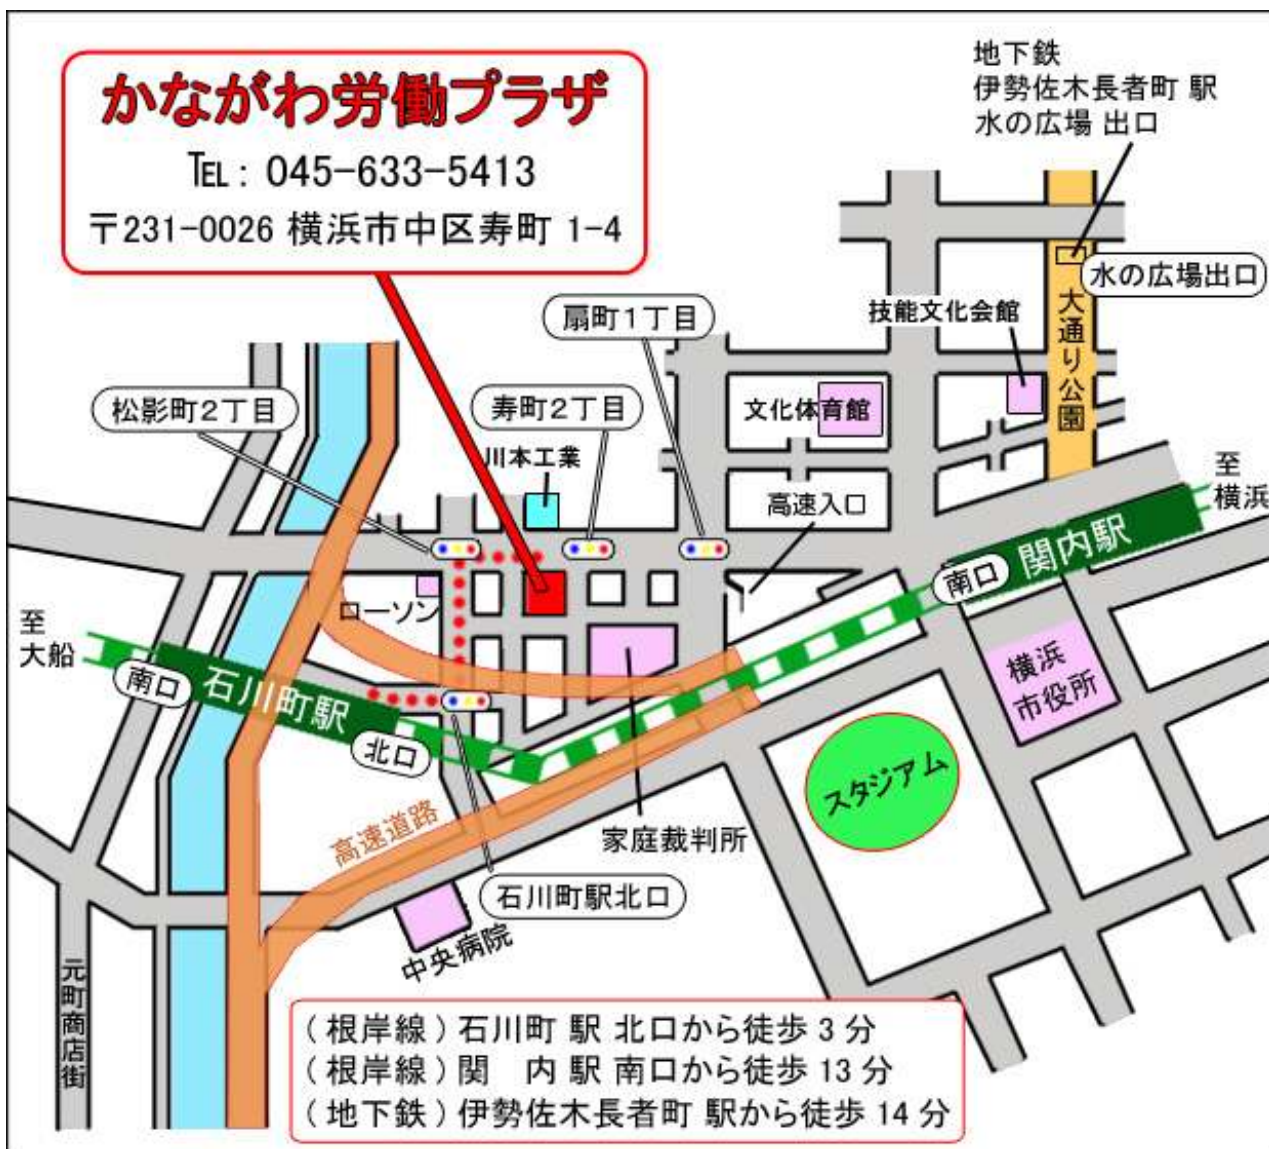 かながわ労働プラザ
TEL: 045-633-5413
〒231-0026 横浜市中区寿町 1-4
地下鉄
伊勢佐木長者町 駅
水の広場 出口
水の広場出口
大通り公園
技能文化会館
扇町1丁目
松影町2丁目
寿町2丁目
文化体育館
川本工業
高速入口
至
横浜
関内駅
南口
ローソン
至
大船
南口
石川町駅
北口
横浜
市役所
スタジアム
高速道路
家庭裁判所
石川町駅北口
中央病院
元町商店街
(根岸線)石川町 駅 北口から徒歩 3 分
(根岸線)関 内 駅 南口から徒歩 13 分
(地下鉄)伊勢佐木長者町 駅から徒歩 14 分